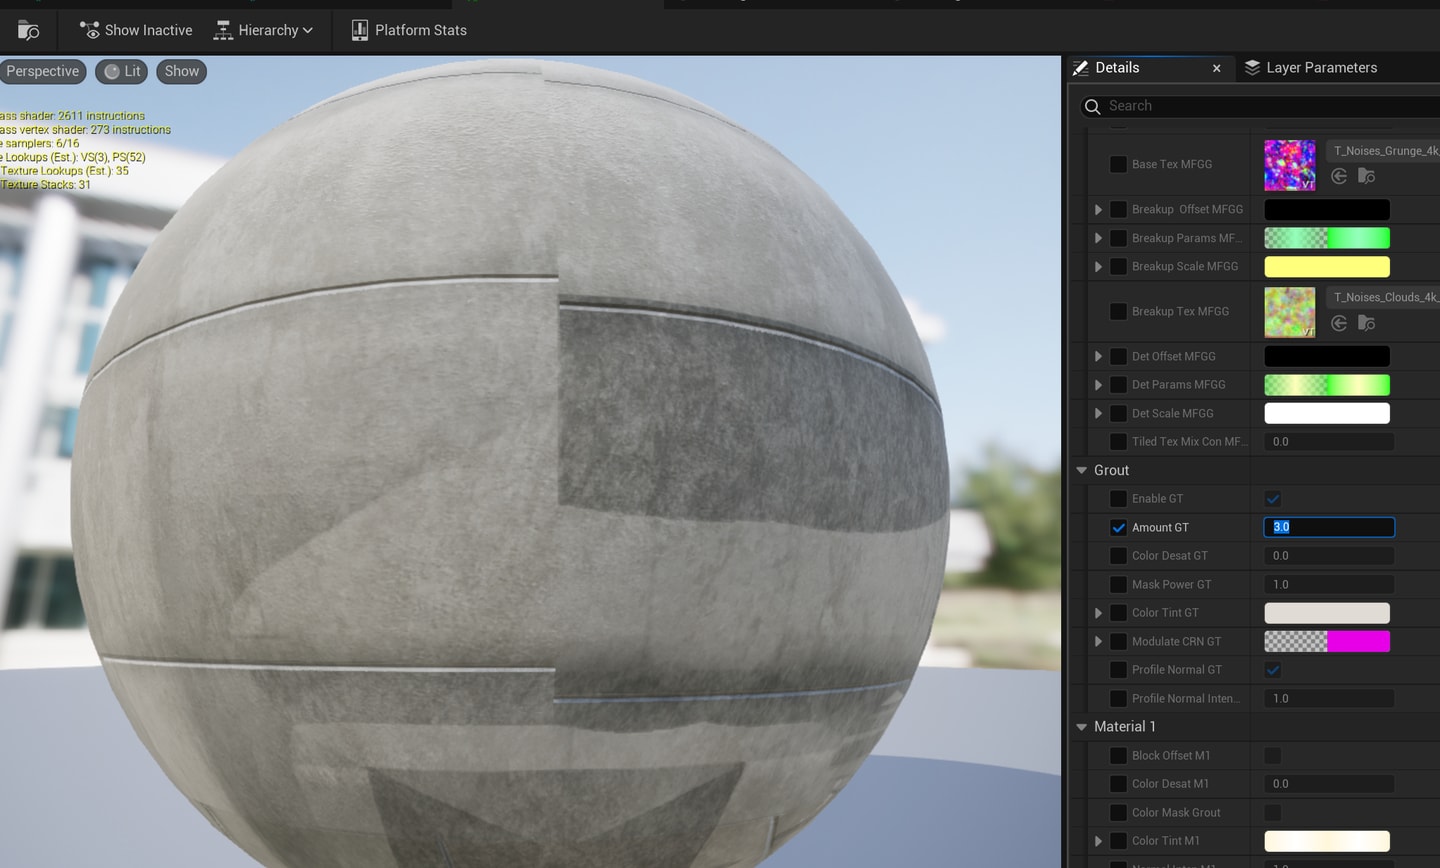 Show Inactive
Hierarchy
Platform Stats
Perspective
Lit
Show
ass shader: 2611 instructions
ass vertex shader: 273 instructions
e samplers: 6/16
e Lookups (Est.): VS(3), PS(52)
Texture Lookups (Est.): 35
Texture Stacks: 31
Details
Layer Parameters
Search
Base Tex MFGG
VT
T_Noises_Grunge_4k_
Breakup Offset MFGG
Breakup Params MF...
Breakup Scale MFGG
Breakup Tex MFGG
VT
T_Noises_Clouds_4k_
Det Offset MFGG
Det Params MFGG
Det Scale MFGG
Tiled Tex Mix Con MF... 0.0
Grout
Enable GT
Amount GT 3.0
Color Desat GT 0.0
Mask Power GT 1.0
Color Tint GT
Modulate CRN GT
Profile Normal GT
Profile Normal Inten... 1.0
Material 1
Block Offset M1
Color Desat M1 0.0
Color Mask Grout
Color Tint M1